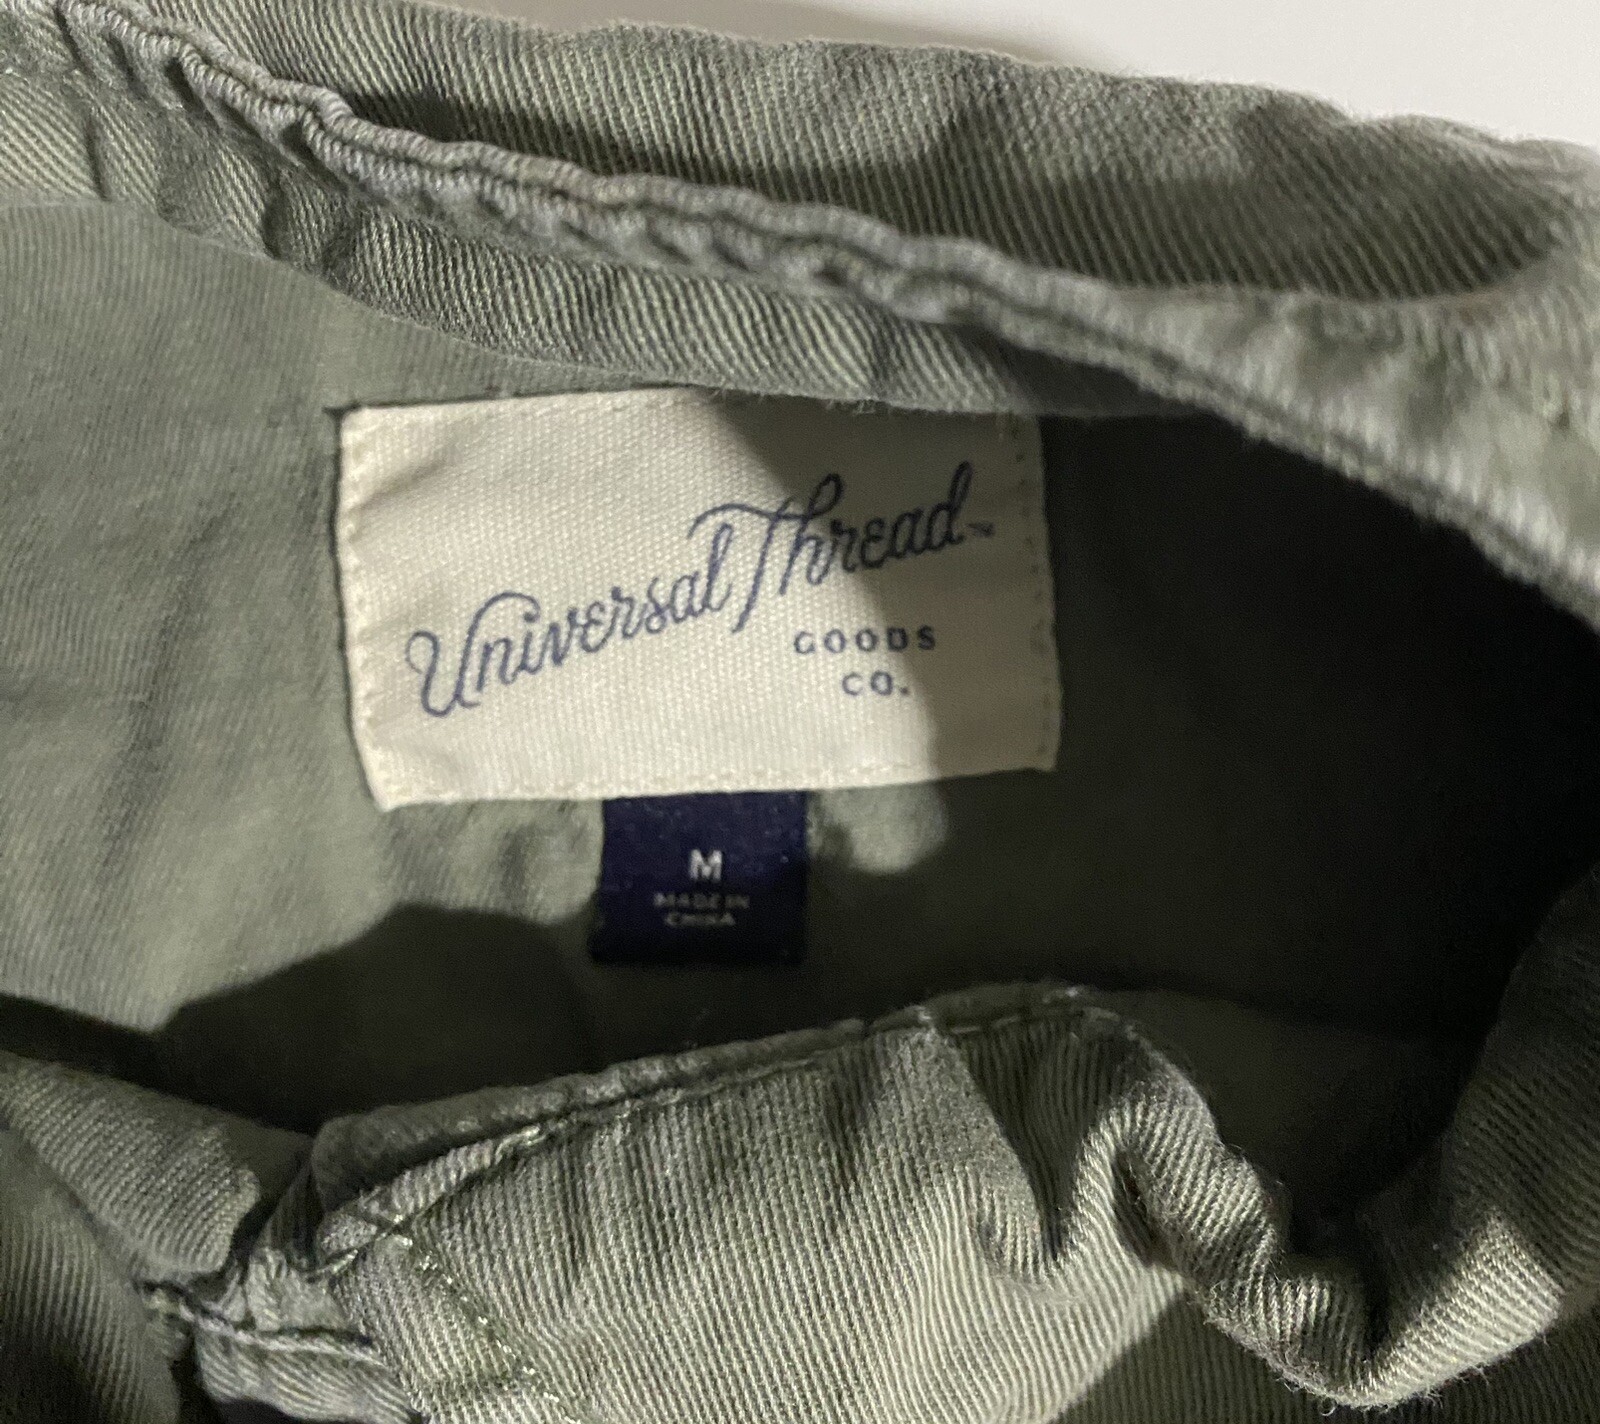 Universal Thread™
GOODS
CO.
M
MADE IN
CHINA